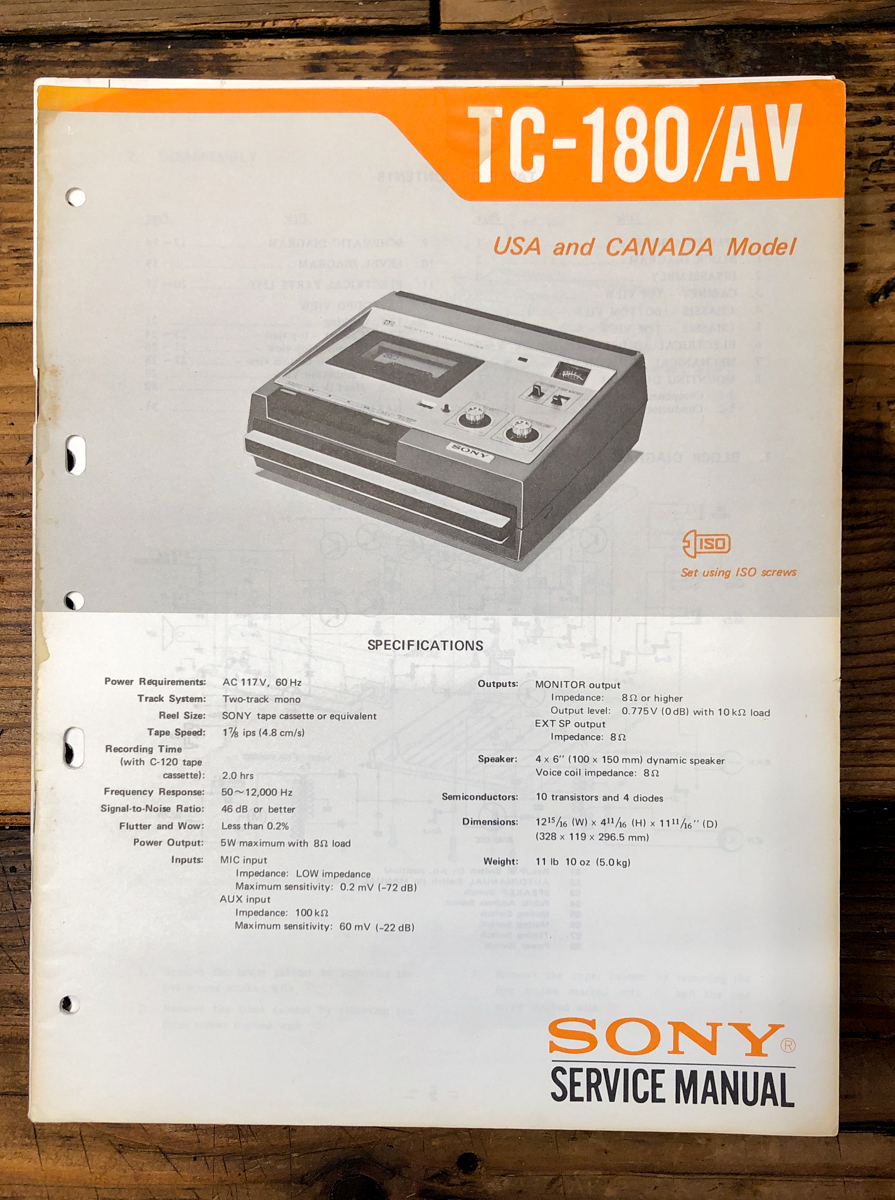 TC-180/AV
USA and CANADA Model
SONY
ISO
Set using ISO screws
SPECIFICATIONS
Power Requirements: AC 117V, 60 Hz
Track System: Two-track mono
Reel Size: SONY tape cassette or equivalent
Tape Speed: 1⅞ ips (4.8 cm/s)
Recording Time
(with C-120 tape
cassette): 2.0 hrs
Frequency Response: 50~12,000 Hz
Signal-to-Noise Ratio: 46 dB or better
Flutter and Wow: Less than 0.2%
Power Output: 5W maximum with 8Ω load
Inputs: MIC input
Impedance: LOW impedance
Maximum sensitivity: 0.2 mV (-72 dB)
AUX input
Impedance: 100 kΩ
Maximum sensitivity: 60 mV (-22 dB)
Outputs: MONITOR output
Impedance: 8Ω or higher
Output level: 0.775V (0dB) with 10kΩ load
EXT SP output
Impedance: 8Ω
Speaker: 4 x 6" (100 x 150 mm) dynamic speaker
Voice coil impedance: 8Ω
Semiconductors: 10 transistors and 4 diodes
Dimensions: 12 15/16 (W) x 4 11/16 (H) x 11 11/16" (D)
(328 x 119 x 296.5 mm)
Weight: 11 lb 10 oz (5.0kg)
SONY®
SERVICE MANUAL